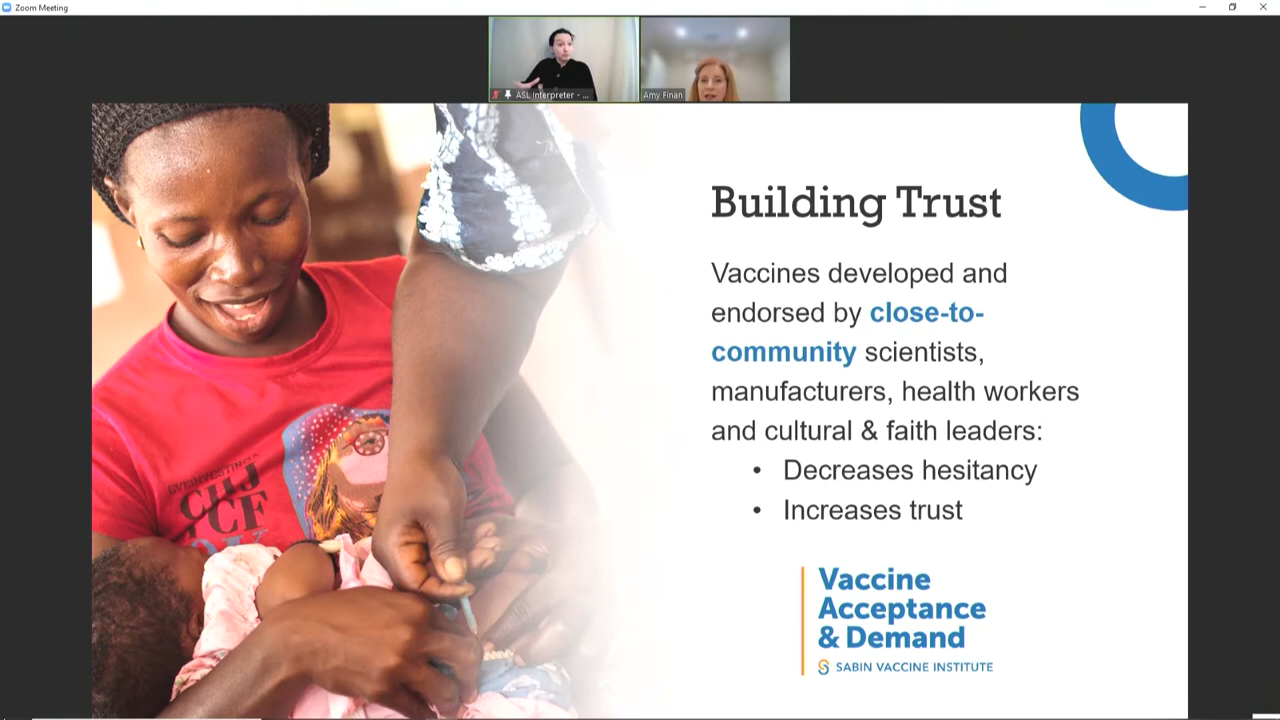 Zoom Meeting
ASL Interpreter - ...
Amy Finan
Building Trust
Vaccines developed and
endorsed by close-to-
community scientists,
manufacturers, health workers
and cultural & faith leaders:
• Decreases hesitancy
• Increases trust
Vaccine
Acceptance
& Demand
SABIN VACCINE INSTITUTE